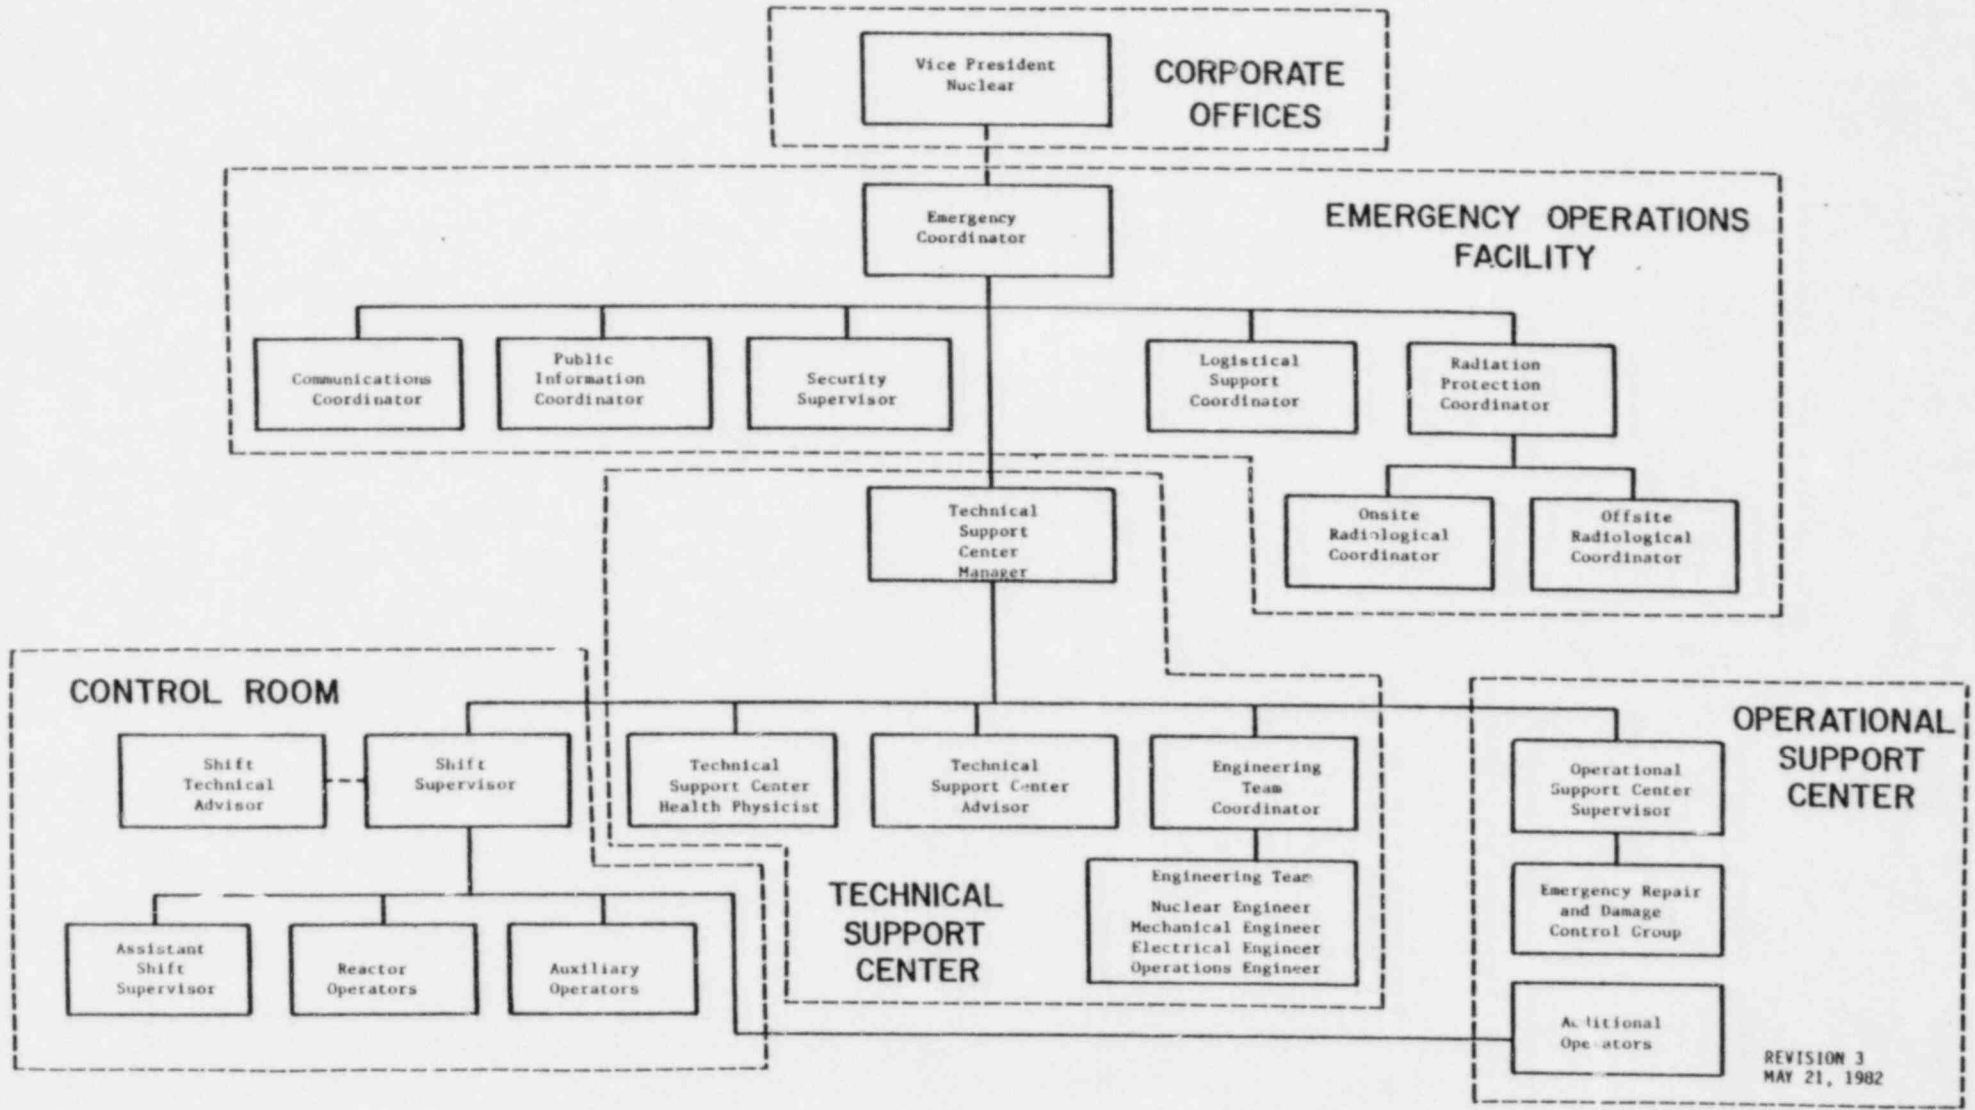 Vice President
Nuclear
CORPORATE
OFFICES
Emergency
Coordinator
EMERGENCY OPERATIONS
FACILITY
Communications
Coordinator
Public
Information
Coordinator
Security
Supervisor
Logistical
Support
Coordinator
Radiation
Protection
Coordinator
Onsite
Radiological
Coordinator
Offsite
Radiological
Coordinator
Technical
Support
Center
Manager
CONTROL ROOM
Shift
Technical
Advisor
Shift
Supervisor
Technical
Support Center
Health Physicist
Technical
Support Center
Advisor
Engineering
Team
Coordinator
Operational
Support Center
Supervisor
OPERATIONAL
SUPPORT
CENTER
Assistant
Shift
Supervisor
Reactor
Operators
Auxiliary
Operators
TECHNICAL
SUPPORT
CENTER
Engineering Team
Nuclear Engineer
Mechanical Engineer
Electrical Engineer
Operations Engineer
Emergency Repair
and Damage
Control Group
Additional
Operators
REVISION 3
MAY 21, 1982